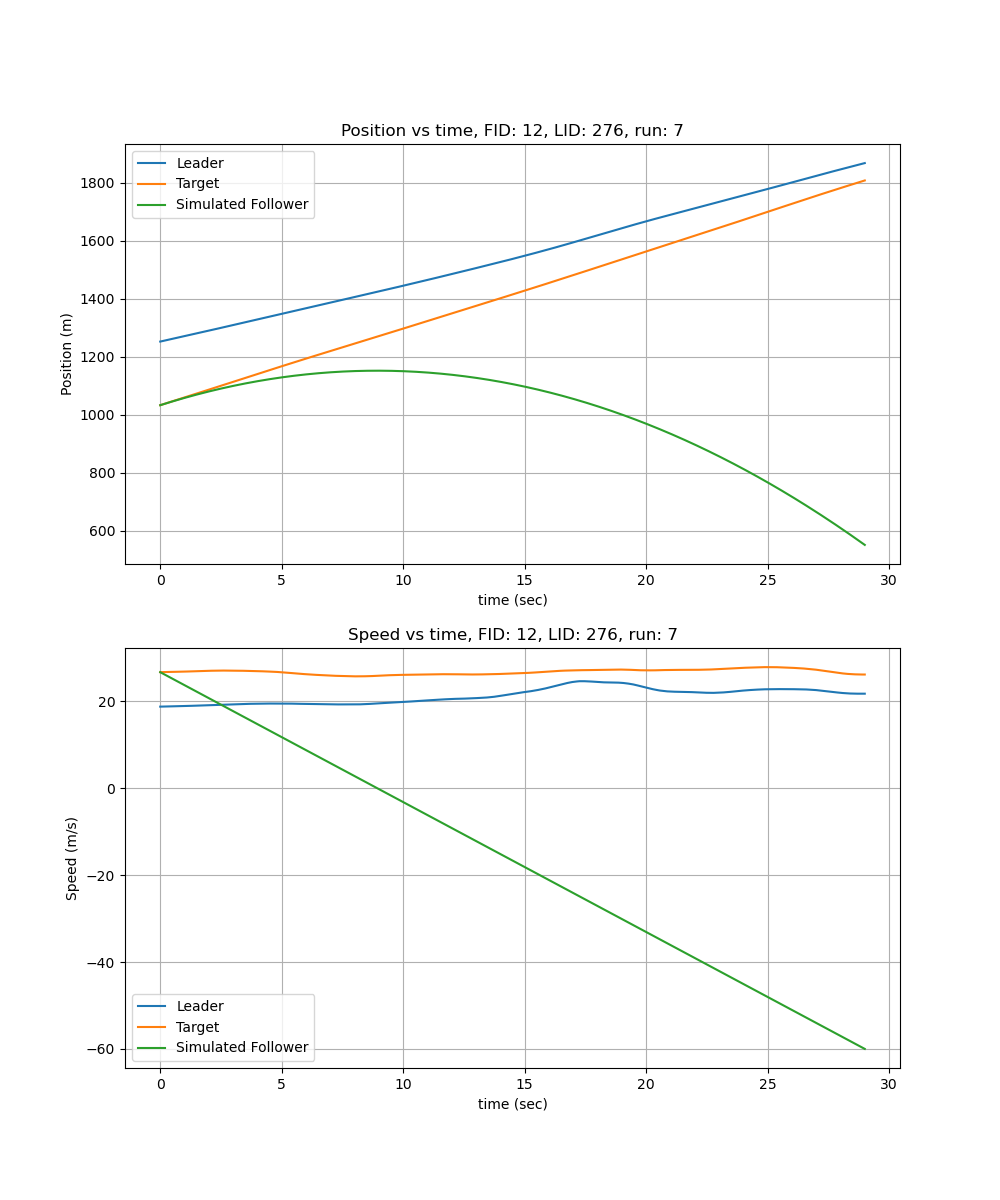 Position vs time, FID: 12, LID: 276, run: 7
Leader
Target
Simulated Follower
Position (m)
1800
1600
1400
1200
1000
800
600
0 5 10 15 20 25 30
time (sec)
Speed vs time, FID: 12, LID: 276, run: 7
Speed (m/s)
20
0
−20
−40
−60
Leader
Target
Simulated Follower
0 5 10 15 20 25 30
time (sec)